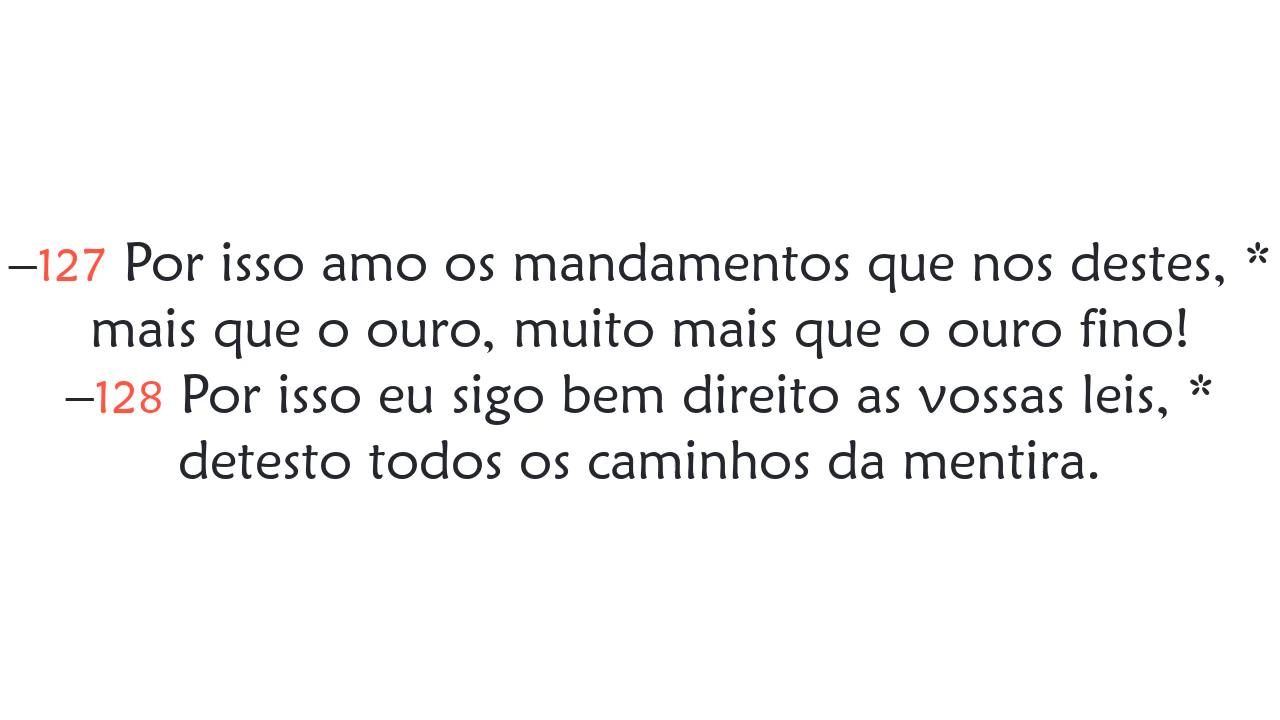 –127 Por isso amo os mandamentos que nos destes, *
mais que o ouro, muito mais que o ouro fino!
–128 Por isso eu sigo bem direito as vossas leis, *
detesto todos os caminhos da mentira.